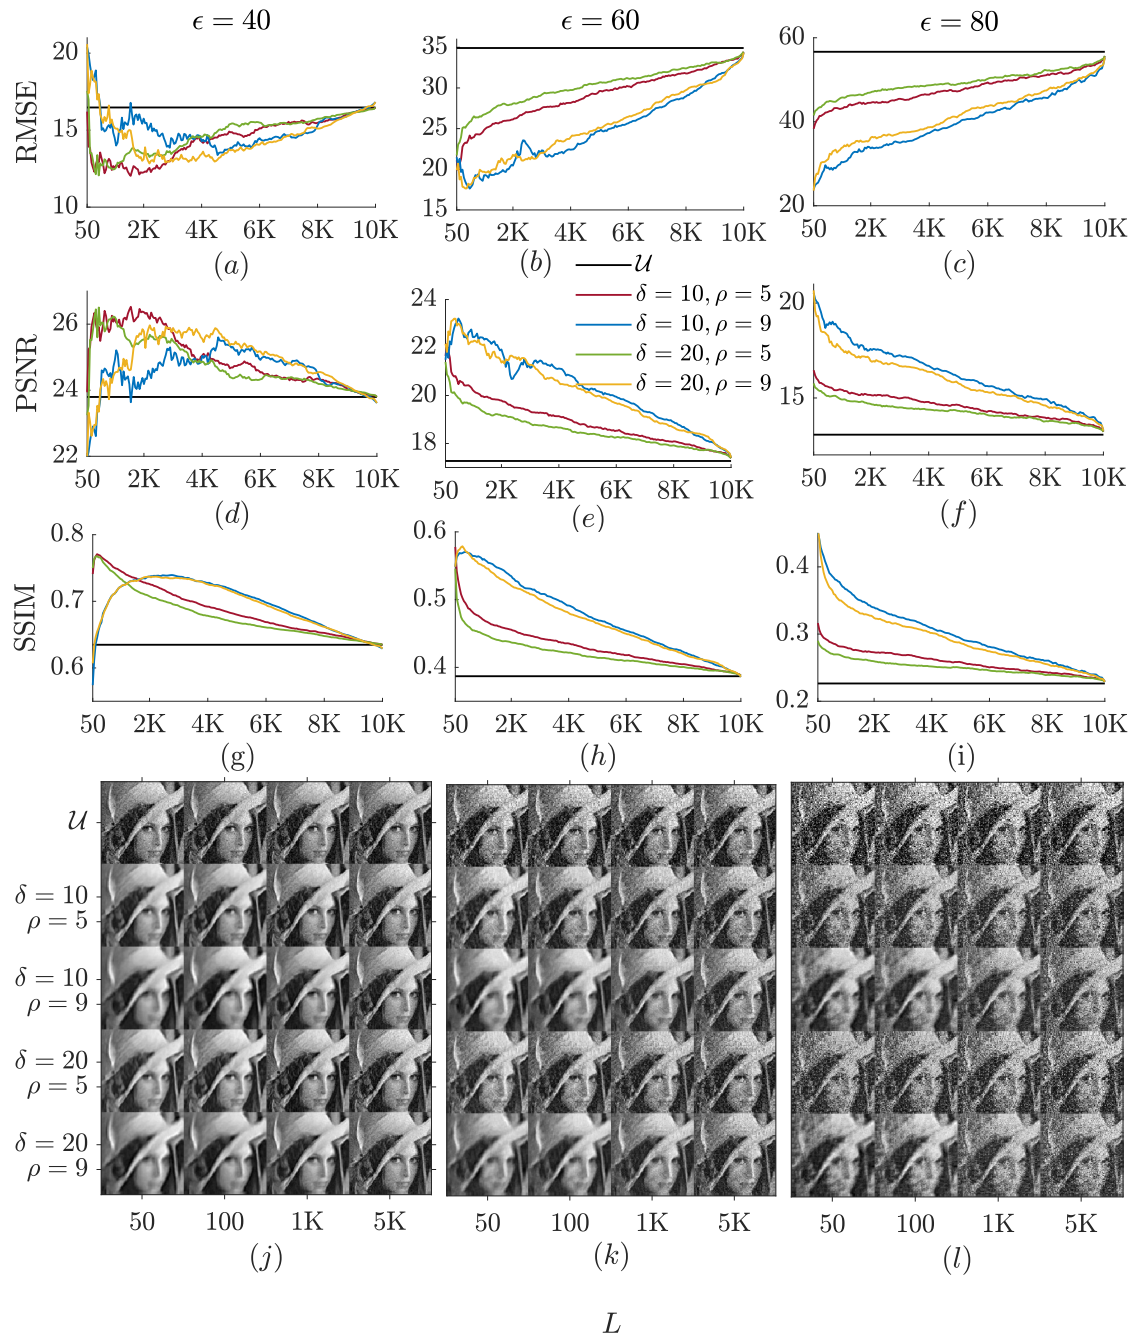 ϵ = 40 ϵ = 60 ϵ = 80
RMSE
20
15
10
50 2K 4K 6K 8K 10K
(a)
35
30
25
20
15
50 2K 4K 6K 8K 10K
(b)
60
40
20
50 2K 4K 6K 8K 10K
(c)
𝒰
δ = 10, ρ = 5
δ = 10, ρ = 9
δ = 20, ρ = 5
δ = 20, ρ = 9
PSNR
26
24
22
50 2K 4K 6K 8K 10K
(d)
24
22
20
18
50 2K 4K 6K 8K 10K
(e)
20
15
50 2K 4K 6K 8K 10K
(f)
SSIM
0.8
0.7
0.6
50 2K 4K 6K 8K 10K
(g)
0.6
0.5
0.4
50 2K 4K 6K 8K 10K
(h)
0.4
0.3
0.2
50 2K 4K 6K 8K 10K
(i)
𝒰
δ = 10
ρ = 5
δ = 10
ρ = 9
δ = 20
ρ = 5
δ = 20
ρ = 9
50 100 1K 5K
(j)
50 100 1K 5K
(k)
50 100 1K 5K
(l)
L